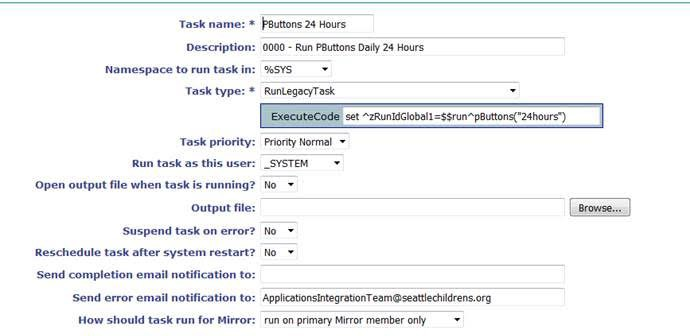 Task name: * PButtons 24 Hours
Description: 0000 - Run PButtons Daily 24 Hours
Namespace to run task in: %SYS
Task type: * RunLegacyTask
ExecuteCode set ^zRunIdGlobal1=$$run^pButtons("24hours")
Task priority: Priority Normal
Run task as this user: _SYSTEM
Open output file when task is running? No
Output file: Browse...
Suspend task on error? No
Reschedule task after system restart? No
Send completion email notification to:
Send error email notification to: ApplicationsIntegrationTeam@seattlechildrens.org
How should task run for Mirror: run on primary Mirror member only